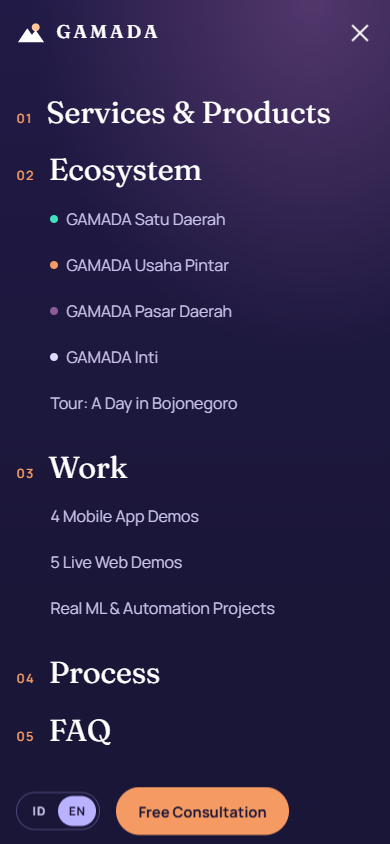 GAMADA
01 Services & Products
02 Ecosystem
GAMADA Satu Daerah
GAMADA Usaha Pintar
GAMADA Pasar Daerah
GAMADA Inti
Tour: A Day in Bojonegoro
03 Work
4 Mobile App Demos
5 Live Web Demos
Real ML & Automation Projects
04 Process
05 FAQ
ID EN Free Consultation